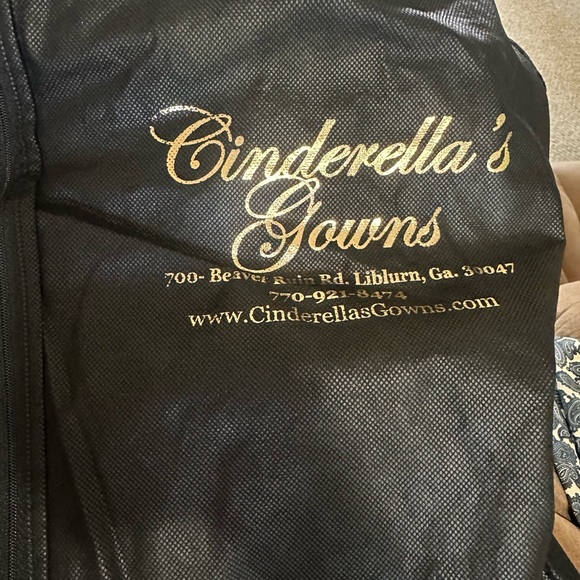 Cinderella's
Gowns
700- Beaver Ruin Rd. Liblurn, Ga. 30047
770-921-8474
www.CinderellasGowns.com